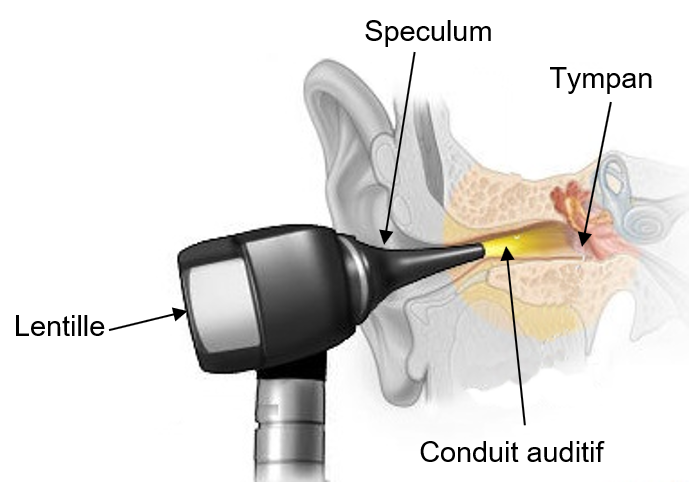 Speculum
Tympan
Lentille
Conduit auditif